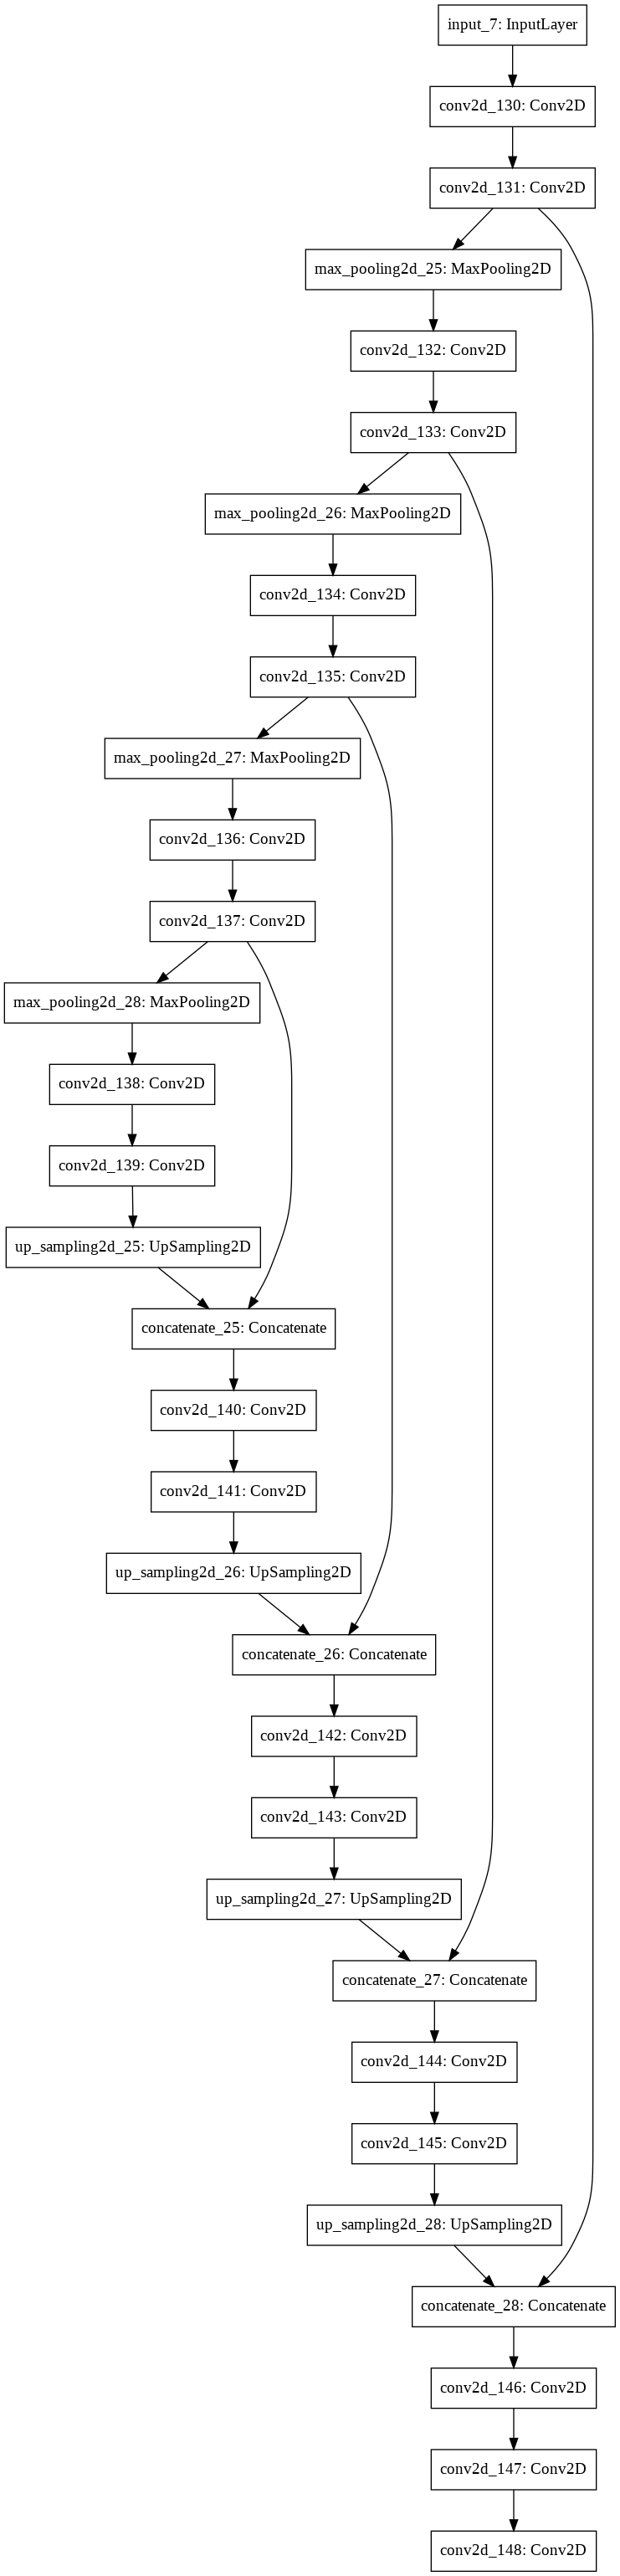 input_7: InputLayer
conv2d_130: Conv2D
conv2d_131: Conv2D
max_pooling2d_25: MaxPooling2D
conv2d_132: Conv2D
conv2d_133: Conv2D
max_pooling2d_26: MaxPooling2D
conv2d_134: Conv2D
conv2d_135: Conv2D
max_pooling2d_27: MaxPooling2D
conv2d_136: Conv2D
conv2d_137: Conv2D
max_pooling2d_28: MaxPooling2D
conv2d_138: Conv2D
conv2d_139: Conv2D
up_sampling2d_25: UpSampling2D
concatenate_25: Concatenate
conv2d_140: Conv2D
conv2d_141: Conv2D
up_sampling2d_26: UpSampling2D
concatenate_26: Concatenate
conv2d_142: Conv2D
conv2d_143: Conv2D
up_sampling2d_27: UpSampling2D
concatenate_27: Concatenate
conv2d_144: Conv2D
conv2d_145: Conv2D
up_sampling2d_28: UpSampling2D
concatenate_28: Concatenate
conv2d_146: Conv2D
conv2d_147: Conv2D
conv2d_148: Conv2D